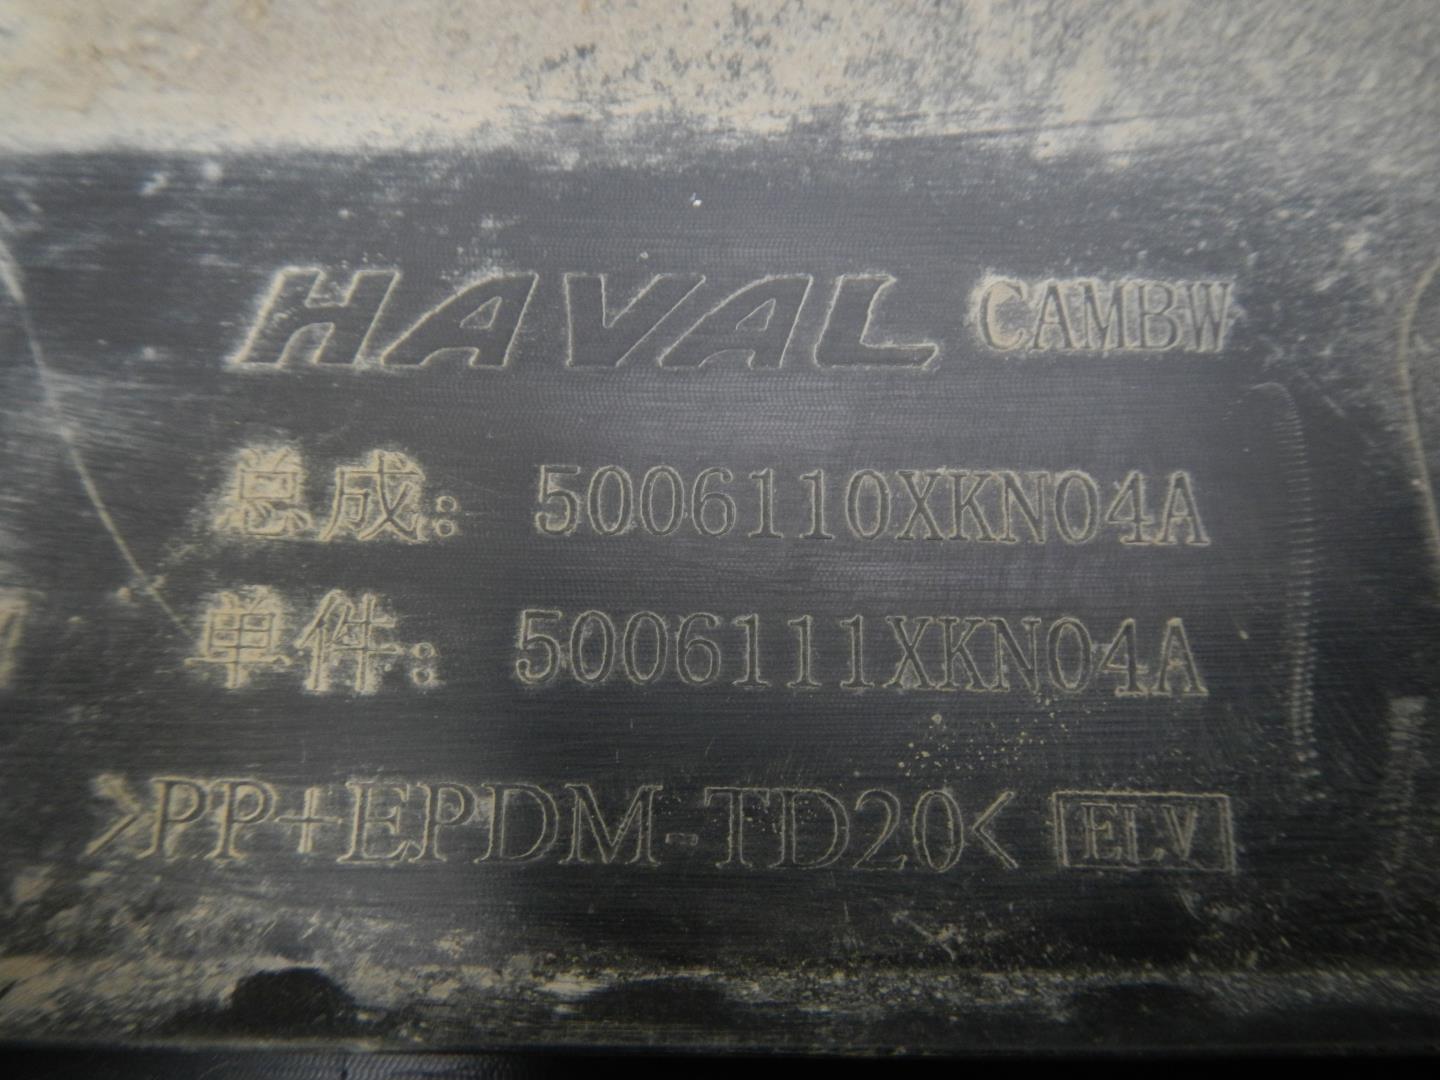 HAVAL CAMBW
总成: 5006110XKN04A
单件: 5006111XKN04A
>PP+EPDM-TD20< ELV